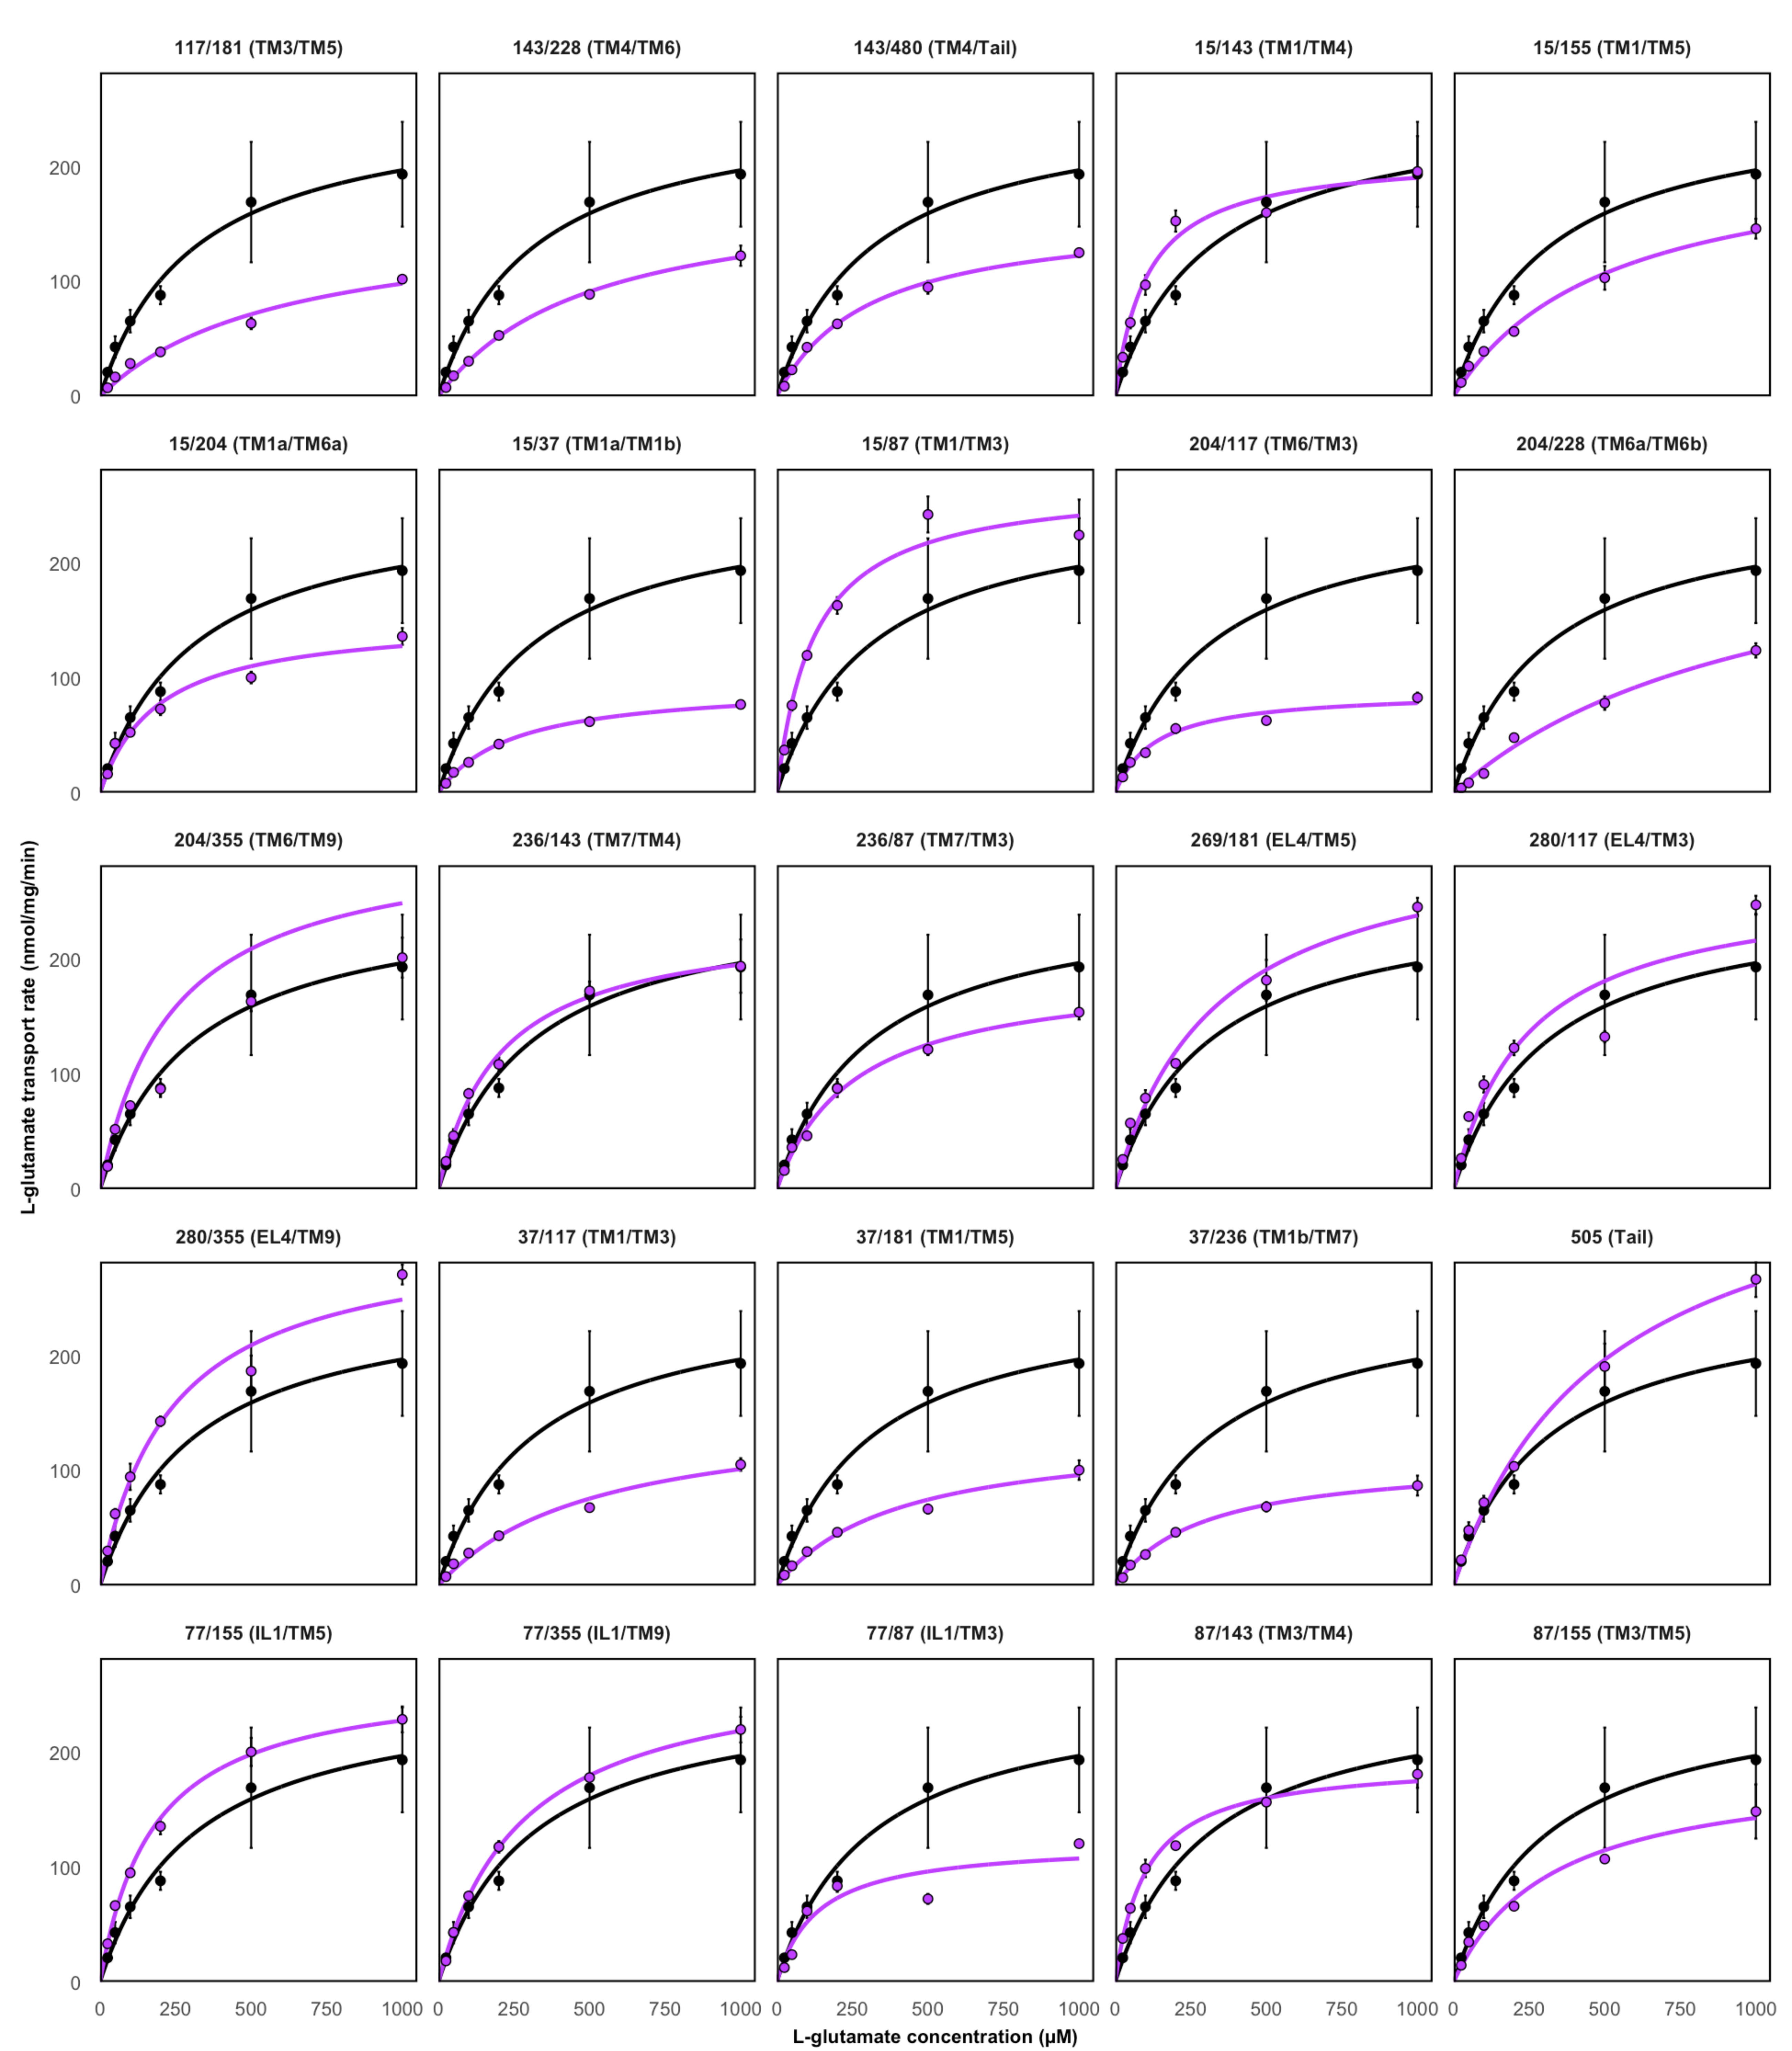 117/181 (TM3/TM5)
143/228 (TM4/TM6)
143/480 (TM4/Tail)
15/143 (TM1/TM4)
15/155 (TM1/TM5)
200
100
0
15/204 (TM1a/TM6a)
15/37 (TM1a/TM1b)
15/87 (TM1/TM3)
204/117 (TM6/TM3)
204/228 (TM6a/TM6b)
200
100
0
L-glutamate transport rate (nmol/mg/min)
204/355 (TM6/TM9)
236/143 (TM7/TM4)
236/87 (TM7/TM3)
269/181 (EL4/TM5)
280/117 (EL4/TM3)
200
100
0
280/355 (EL4/TM9)
37/117 (TM1/TM3)
37/181 (TM1/TM5)
37/236 (TM1b/TM7)
505 (Tail)
200
100
0
77/155 (IL1/TM5)
77/355 (IL1/TM9)
77/87 (IL1/TM3)
87/143 (TM3/TM4)
87/155 (TM3/TM5)
200
100
0
0 250 500 750 1000
0 250 500 750 1000
0 250 500 750 1000
0 250 500 750 1000
0 250 500 750 1000
L-glutamate concentration (µM)